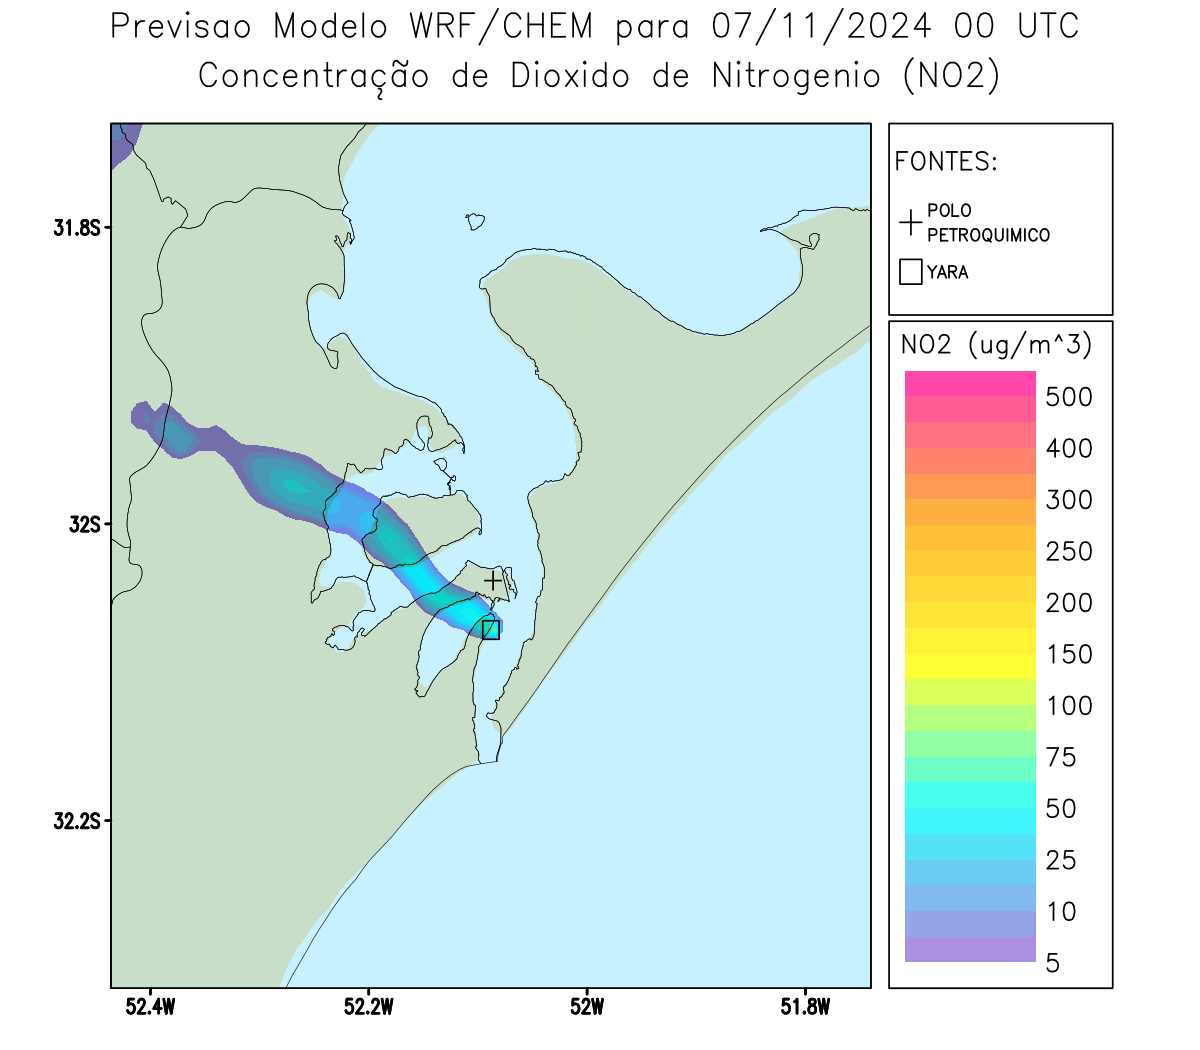 Previsao Modelo WRF/CHEM para 07/11/2024 00 UTC
Concentração de Dioxido de Nitrogenio (NO2)
FONTES:
POLO
PETROQUIMICO
YARA
NO2 (ug/m^3)
500
400
300
250
200
150
100
75
50
25
10
5
31.8S
32S
32.2S
52.4W
52.2W
52W
51.8W